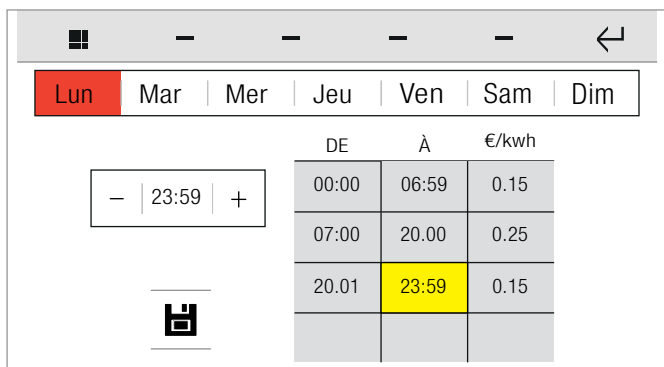 Lun Mar Mer Jeu Ven Sam Dim
DE À €/kwh
− 23:59 +
00:00 06:59 0.15
07:00 20.00 0.25
20.01 23:59 0.15